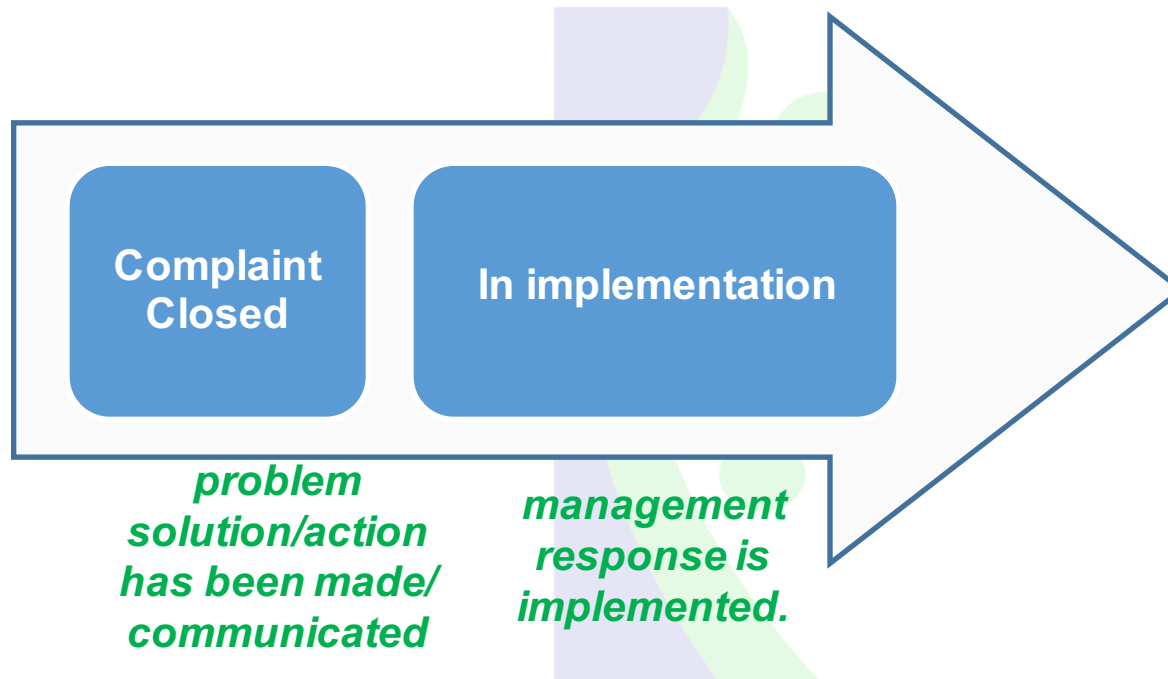 Complaint
Closed
In implementation
problem
solution/action
has been made/
communicated
management
response is
implemented.